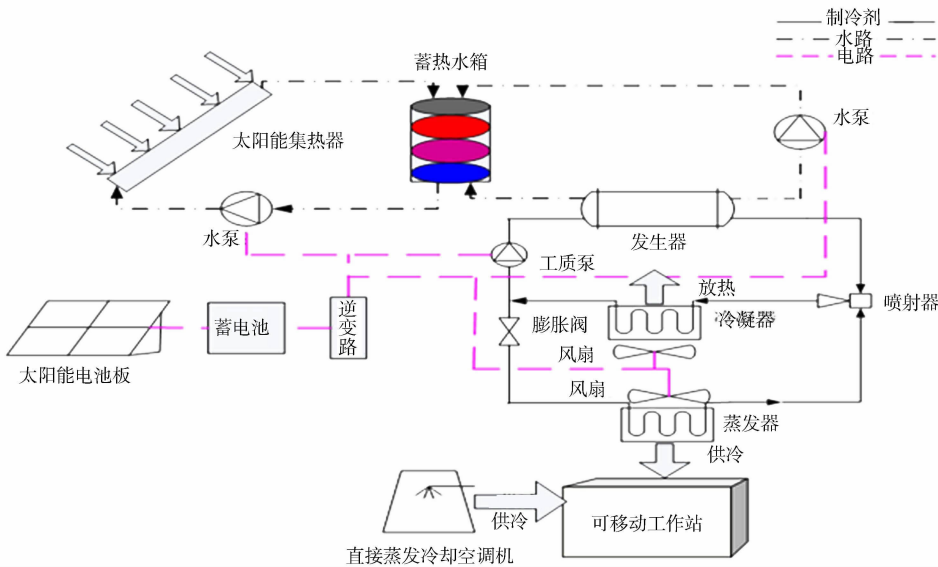 制冷剂
水路
电路
蓄热水箱
水泵
太阳能集热器
水泵
发生器
工质泵
放热
喷射器
冷凝器
逆变路
蓄电池
膨胀阀
风扇
太阳能电池板
风扇
蒸发器
供冷
供冷
可移动工作站
直接蒸发冷却空调机